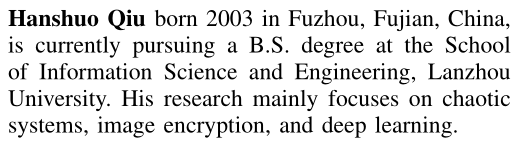 Hanshuo Qiu born 2003 in Fuzhou, Fujian, China,
is currently pursuing a B.S. degree at the School
of Information Science and Engineering, Lanzhou
University. His research mainly focuses on chaotic
systems, image encryption, and deep learning.